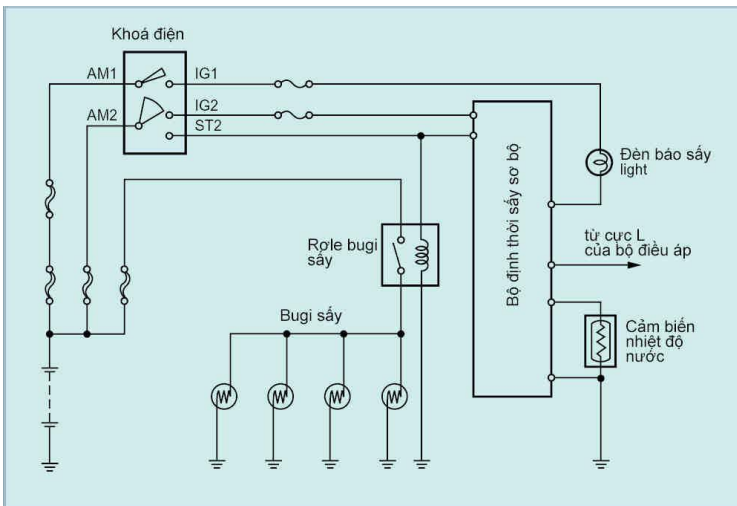 Khoá điện
AM1
IG1
AM2
IG2
ST2
Đèn báo sấy
light
Bộ định thời sấy sơ bộ
từ cực L
của bộ điều áp
Rơle bugi
sấy
Bugi sấy
Cảm biến
nhiệt độ
nước